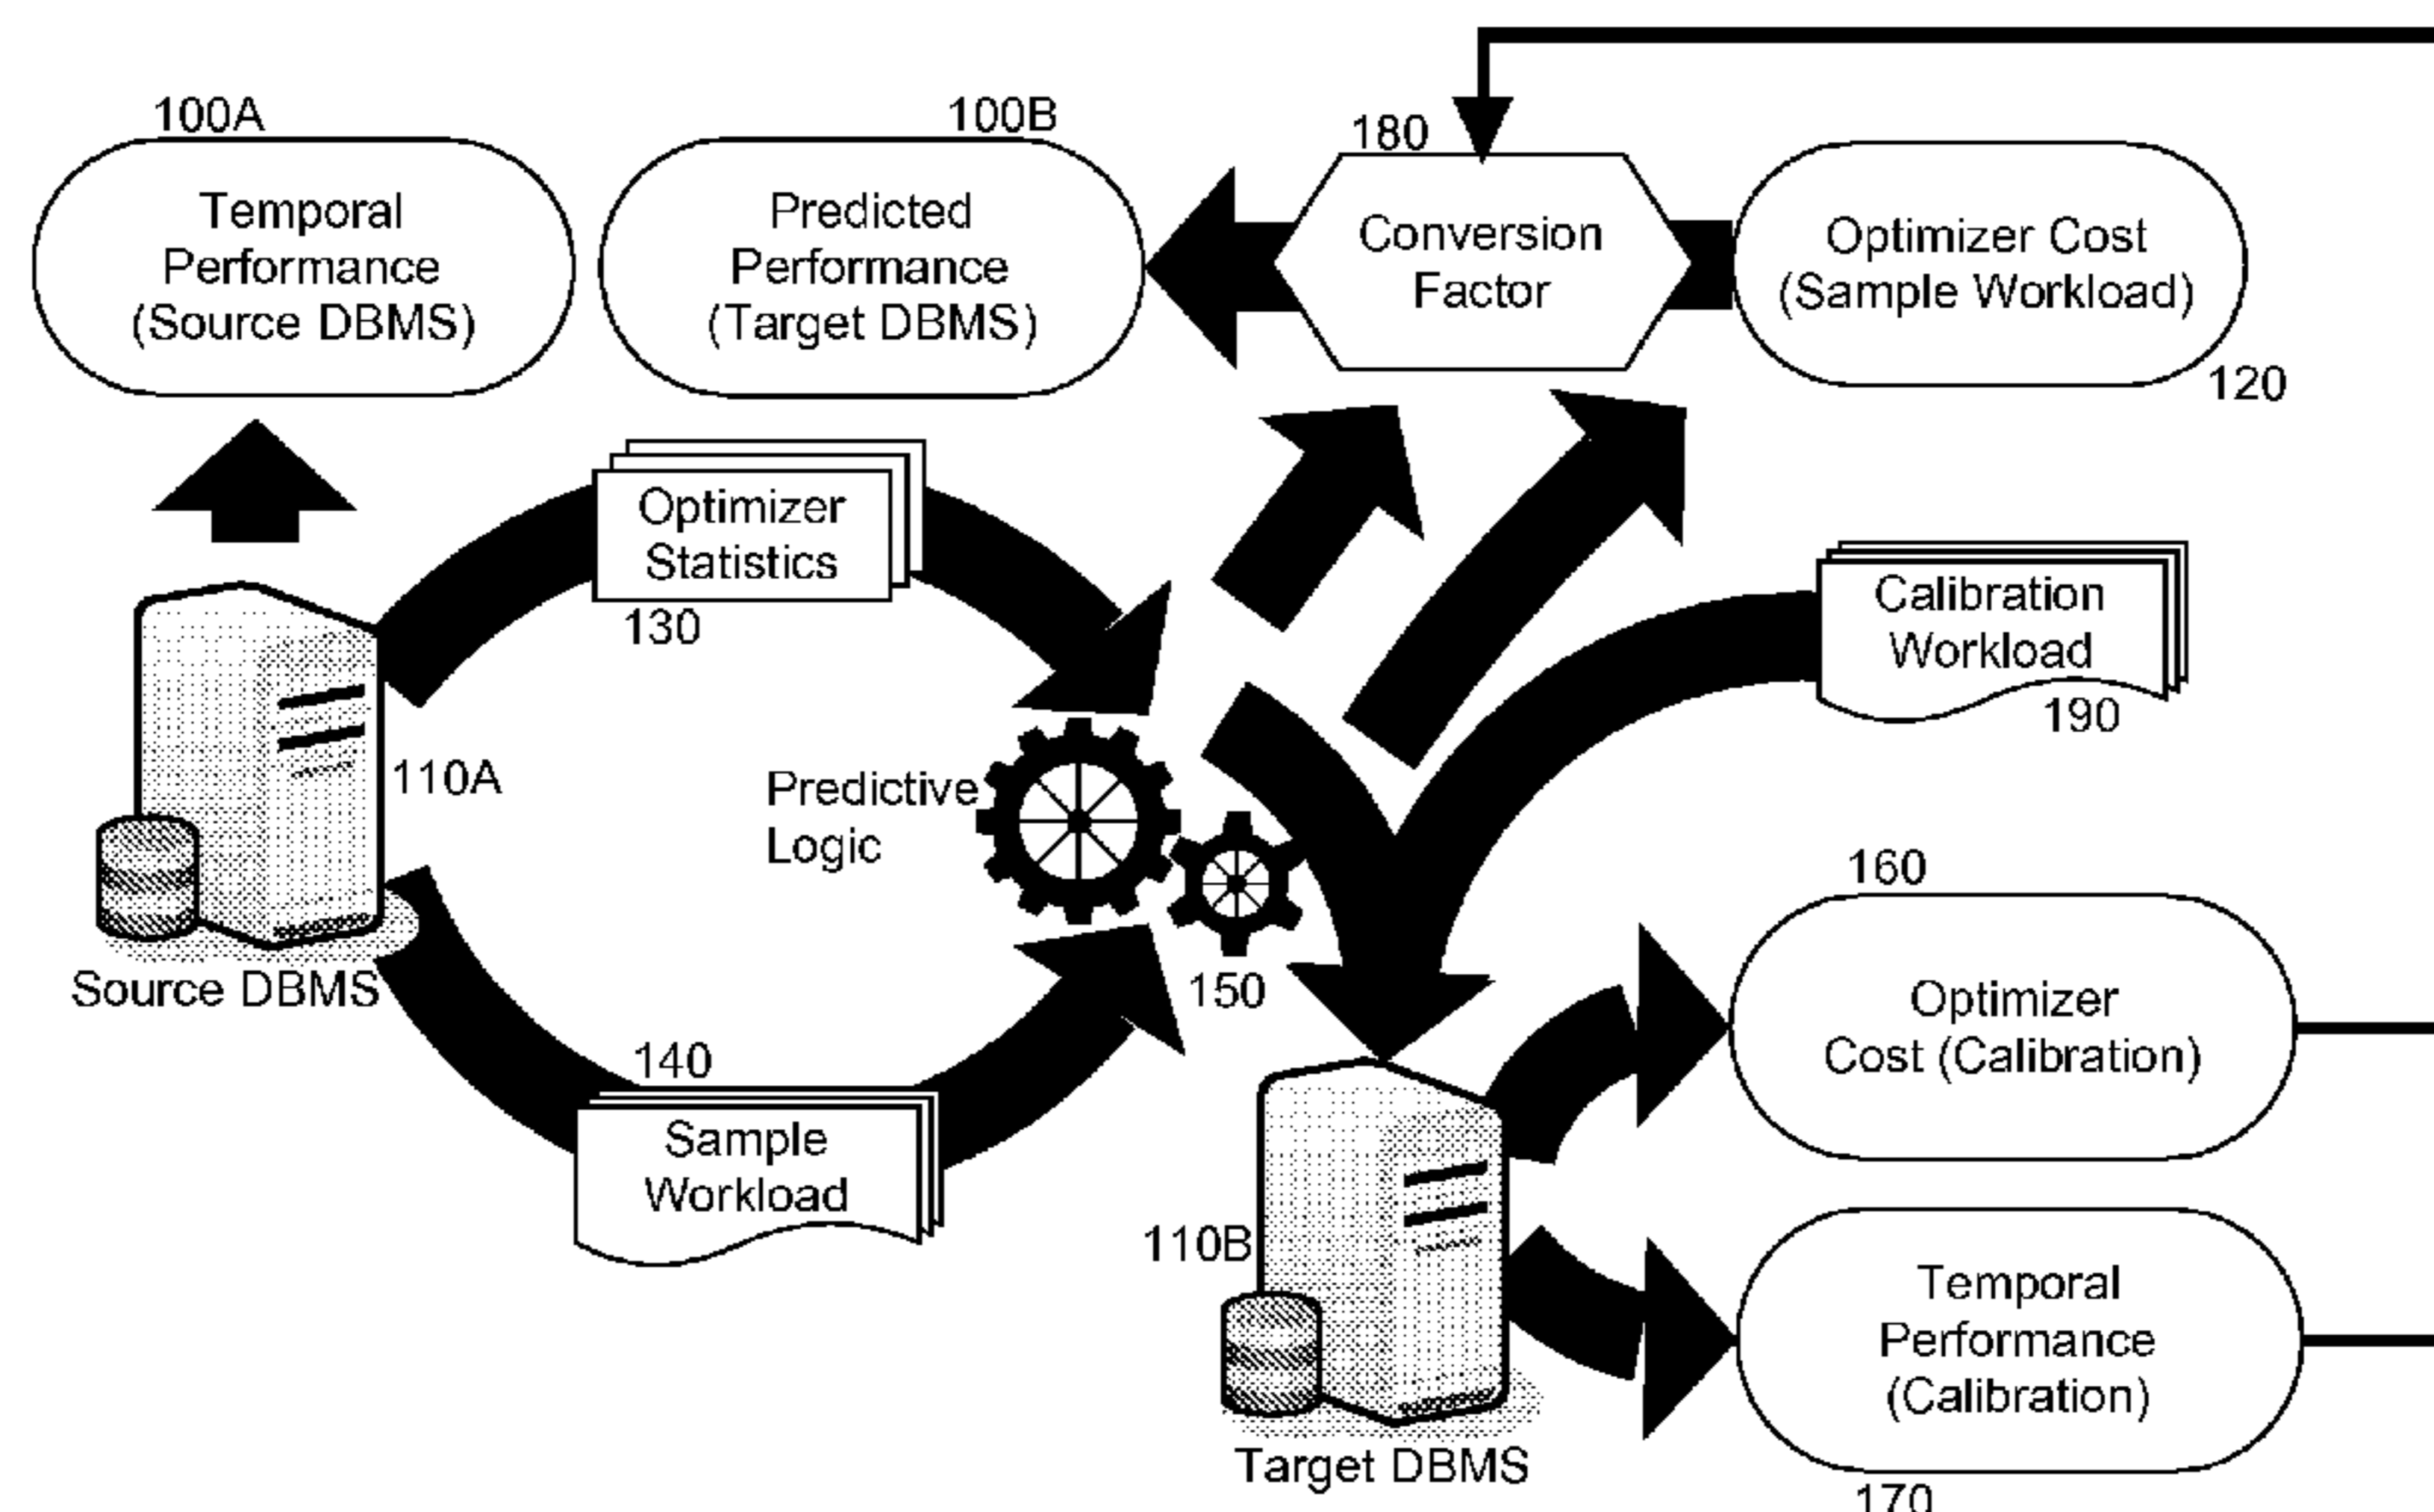 100A
Temporal
Performance
(Source DBMS)
100B
Predicted
Performance
(Target DBMS)
180
Conversion
Factor
Optimizer Cost
(Sample Workload)
120
Optimizer
Statistics
130
Calibration
Workload
190
110A
Source DBMS
Predictive
Logic
150
140
Sample
Workload
160
Optimizer
Cost (Calibration)
110B
Target DBMS
Temporal
Performance
(Calibration)
170